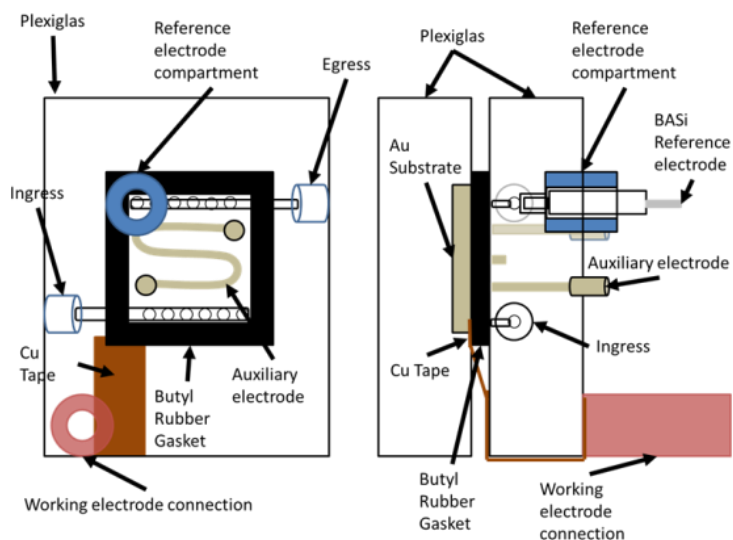 Plexiglas
Reference
electrode
compartment
Egress
Ingress
Cu
Tape
Butyl
Rubber
Gasket
Auxiliary
electrode
Working electrode connection
Plexiglas
Reference
electrode
compartment
BASi
Reference
electrode
Au
Substrate
Auxiliary electrode
Ingress
Cu Tape
Butyl
Rubber
Gasket
Working
electrode
connection